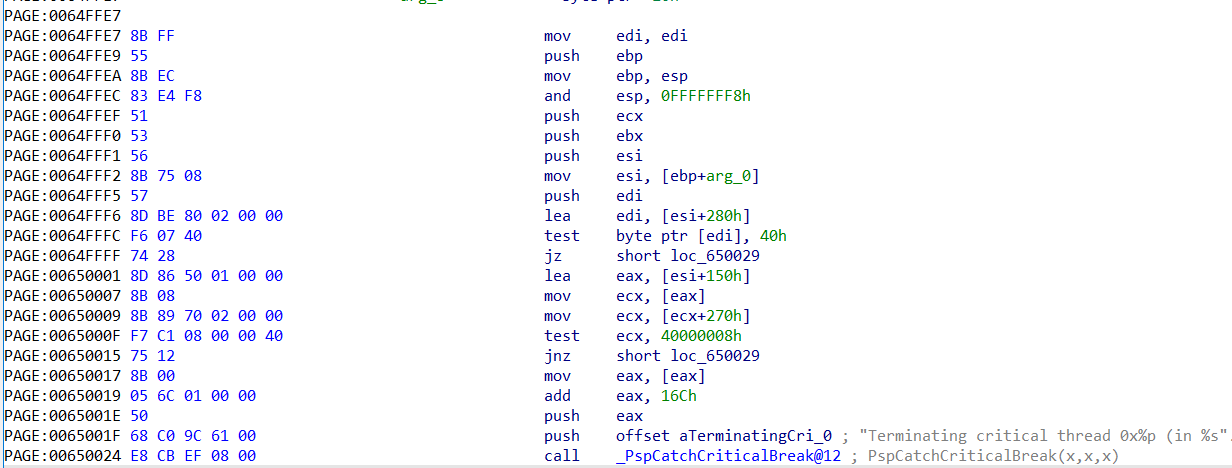 PAGE:0064FFE7
PAGE:0064FFE7 8B FF mov edi, edi
PAGE:0064FFE9 55 push ebp
PAGE:0064FFEA 8B EC mov ebp, esp
PAGE:0064FFEC 83 E4 F8 and esp, 0FFFFFFF8h
PAGE:0064FFEF 51 push ecx
PAGE:0064FFF0 53 push ebx
PAGE:0064FFF1 56 push esi
PAGE:0064FFF2 8B 75 08 mov esi, [ebp+arg_0]
PAGE:0064FFF5 57 push edi
PAGE:0064FFF6 8D BE 80 02 00 00 lea edi, [esi+280h]
PAGE:0064FFFC F6 07 40 test byte ptr [edi], 40h
PAGE:0064FFFF 74 28 jz short loc_650029
PAGE:00650001 8D 86 50 01 00 00 lea eax, [esi+150h]
PAGE:00650007 8B 08 mov ecx, [eax]
PAGE:00650009 8B 89 70 02 00 00 mov ecx, [ecx+270h]
PAGE:0065000F F7 C1 08 00 00 40 test ecx, 40000008h
PAGE:00650015 75 12 jnz short loc_650029
PAGE:00650017 8B 00 mov eax, [eax]
PAGE:00650019 05 6C 01 00 00 add eax, 16Ch
PAGE:0065001E 50 push eax
PAGE:0065001F 68 C0 9C 61 00 push offset aTerminatingCri_0 ; "Terminating critical thread 0x%p (in %s".
PAGE:00650024 E8 CB EF 08 00 call _PspCatchCriticalBreak@12 ; PspCatchCriticalBreak(x,x,x)